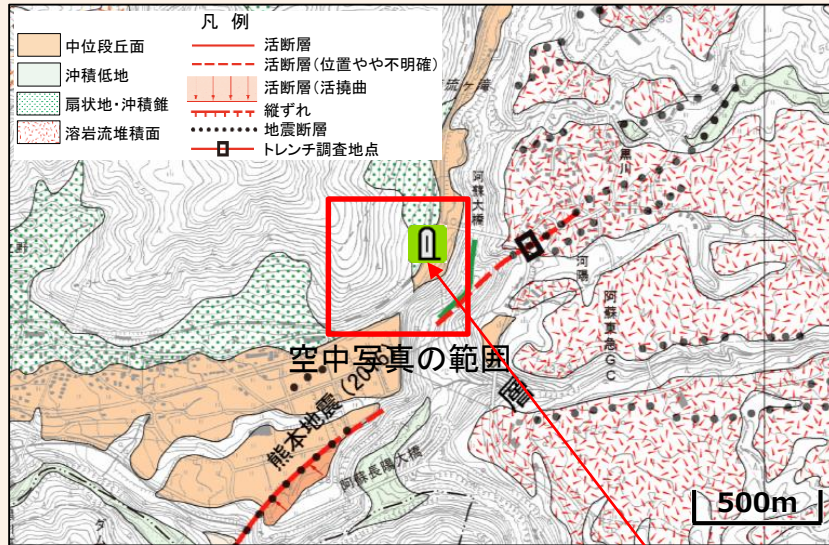 凡 例
中位段丘面
沖積低地
扇状地・沖積錐
溶岩流堆積面
活断層
活断層(位置やや不明確)
活断層(活撓曲
縦ずれ
地震断層
トレンチ調査地点
阿蘇大橋
黒川
河陽
阿蘇東急GC
空中写真の範囲
熊本地震(2016)
層
阿蘇長陽大橋
500m